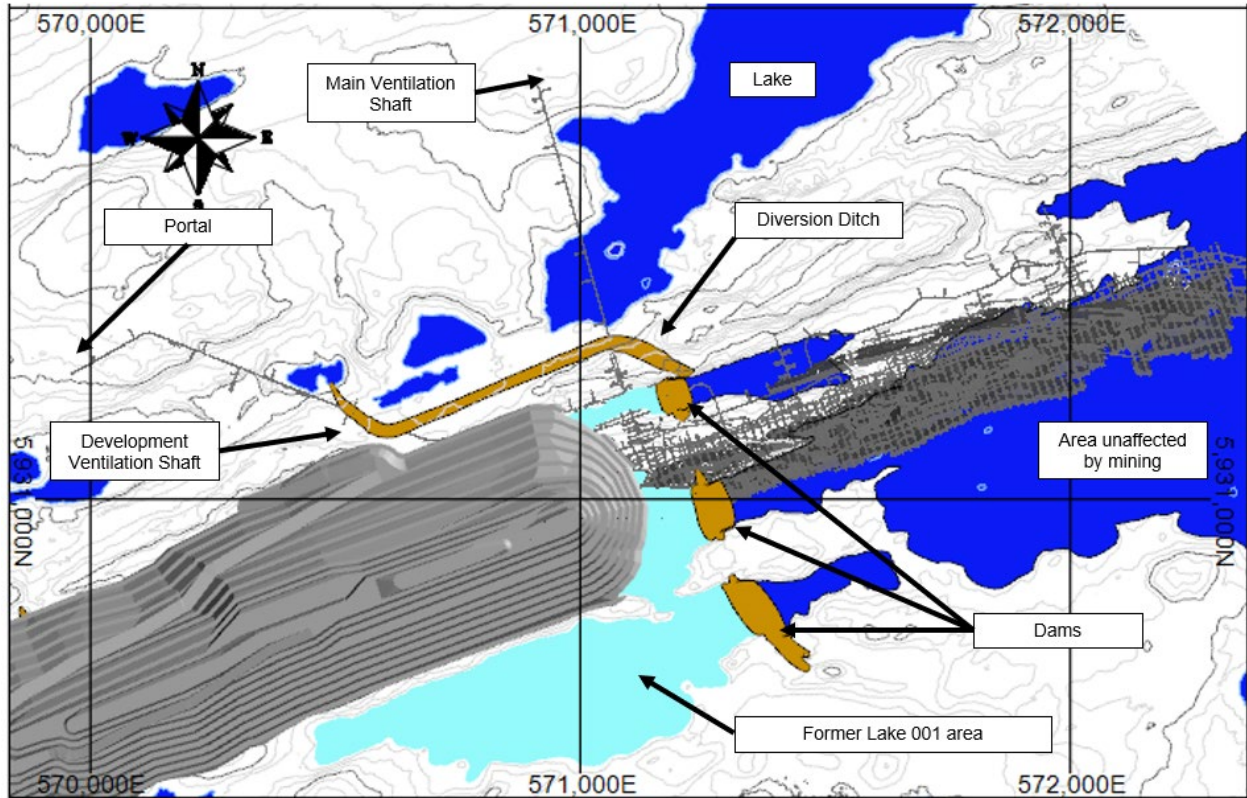 570,000E
571,000E
572,000E
N
W
E
Main Ventilation
Shaft
Lake
Portal
Diversion Ditch
Development
Ventilation Shaft
Area unaffected
by mining
5,931,000N
5,931,000N
Dams
Former Lake 001 area
570,000E
571,000E
572,000E